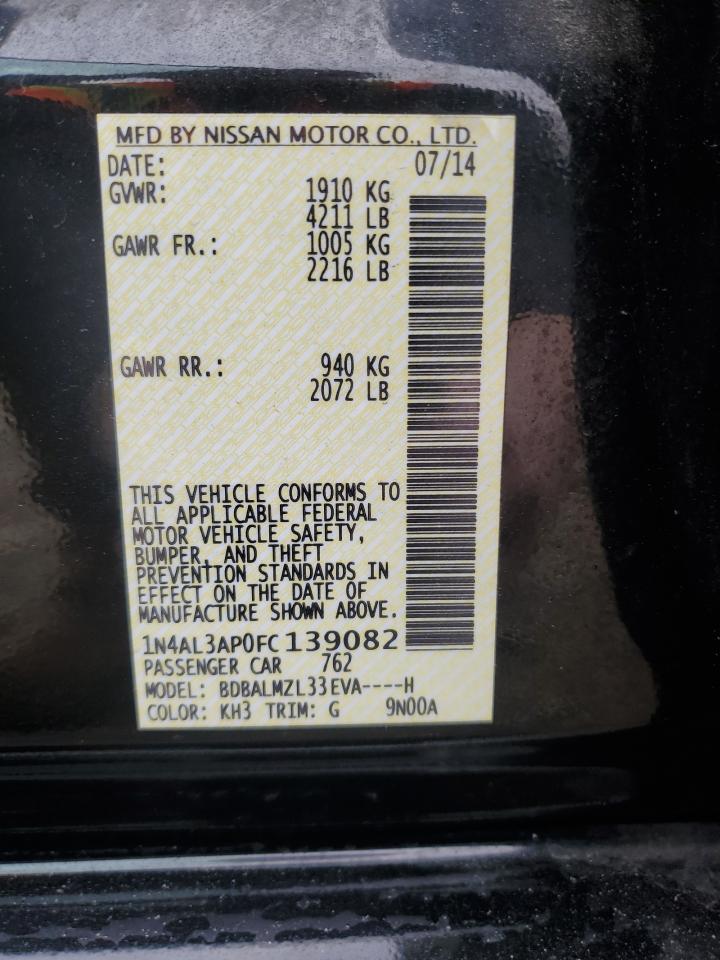 MFD BY NISSAN MOTOR CO., LTD.
DATE: 07/14
GVWR: 1910 KG
4211 LB
GAWR FR.: 1005 KG
2216 LB
GAWR RR.: 940 KG
2072 LB
THIS VEHICLE CONFORMS TO
ALL APPLICABLE FEDERAL
MOTOR VEHICLE SAFETY,
BUMPER, AND THEFT
PREVENTION STANDARDS IN
EFFECT ON THE DATE OF
MANUFACTURE SHOWN ABOVE.
1N4AL3AP0FC139082
PASSENGER CAR 762
MODEL: BDBALMZL33EVA----H
COLOR: KH3 TRIM: G 9N00A